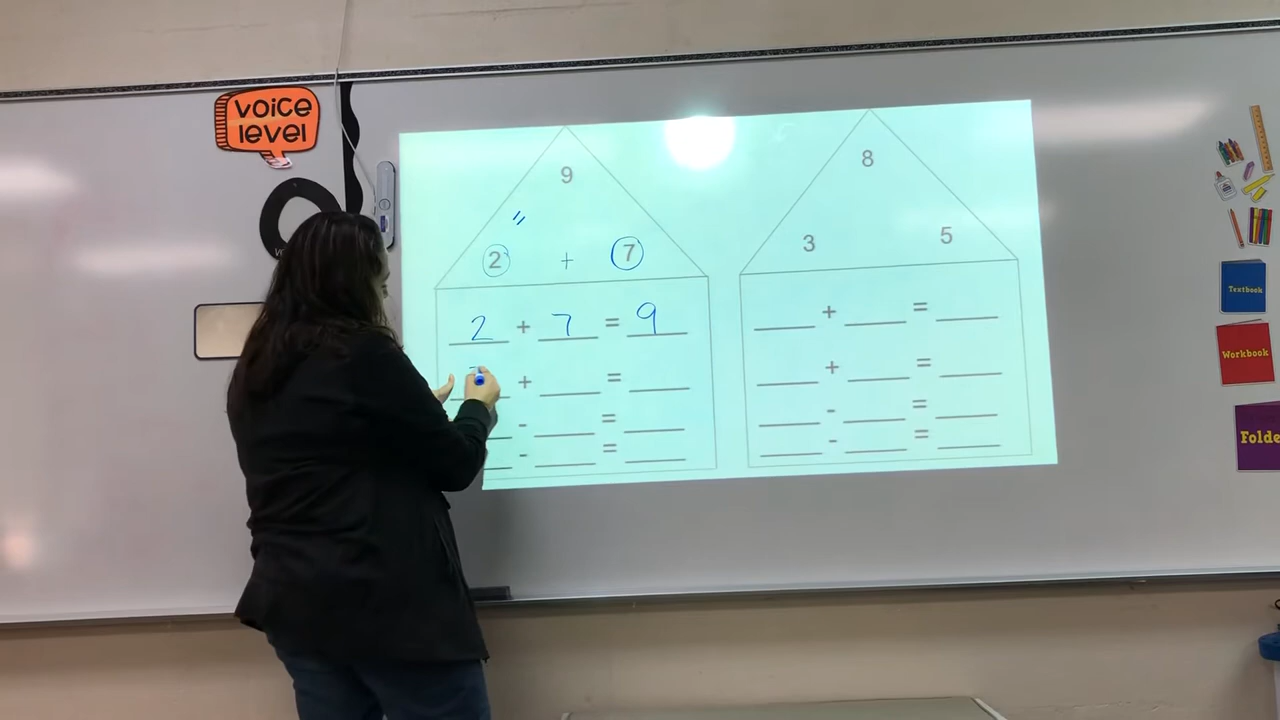 VOICE
LEVEL
9
"
2 + 7
2 + 7 = 9
+ =
- =
- =
8
3 5
+ =
+ =
- =
- =
Textbook
Workbook
Folde